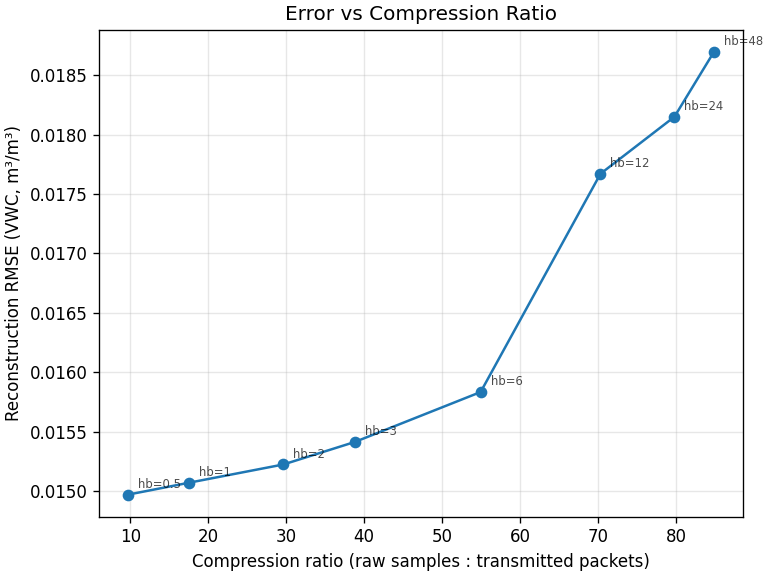 Error vs Compression Ratio
Reconstruction RMSE (VWC, m³/m³)
0.0185
0.0180
0.0175
0.0170
0.0165
0.0160
0.0155
0.0150
hb=48
hb=24
hb=12
hb=6
hb=3
hb=2
hb=1
hb=0.5
10 20 30 40 50 60 70 80
Compression ratio (raw samples : transmitted packets)